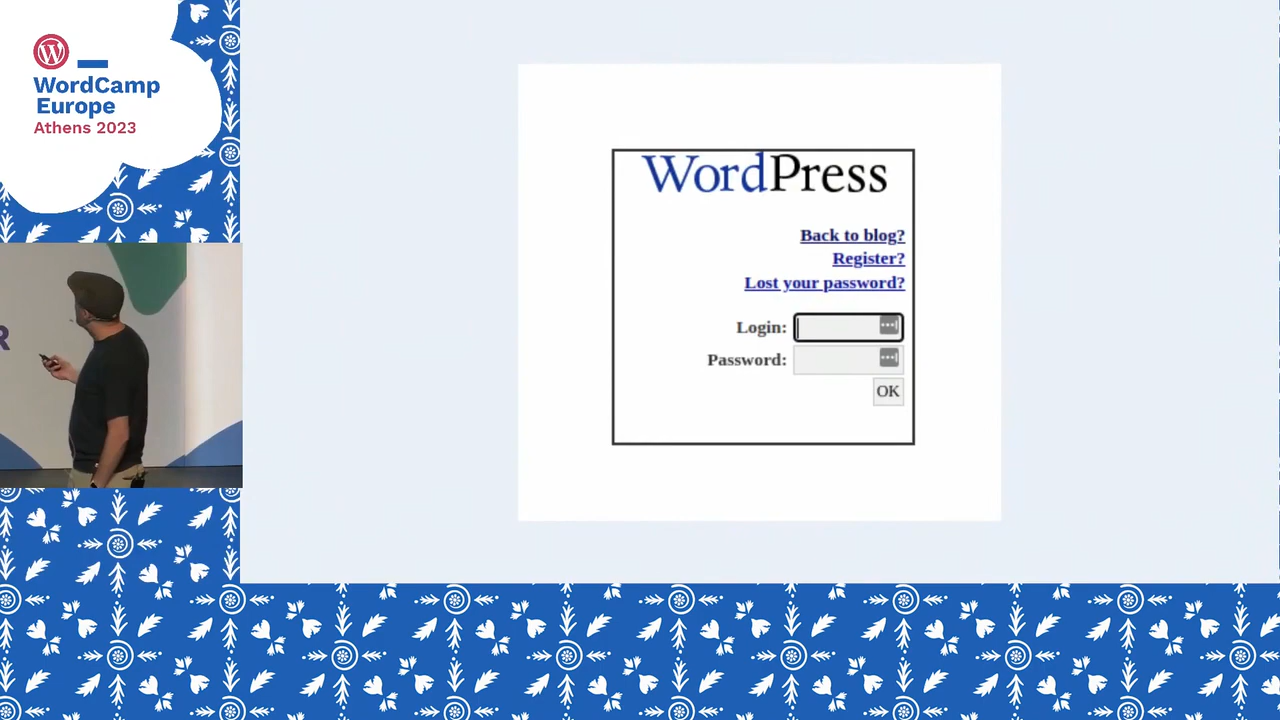 WordCamp
Europe
Athens 2023
R
WordPress
Back to blog?
Register?
Lost your password?
Login:
Password:
OK